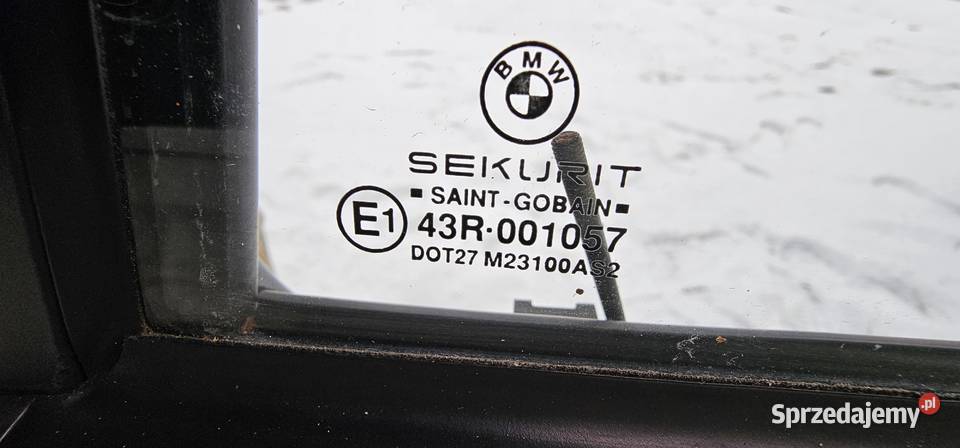 BMW
SEKURIT
SAINT-GOBAIN
E1
43R·001057
DOT27 M23100AS2
Sprzedajemy.pl